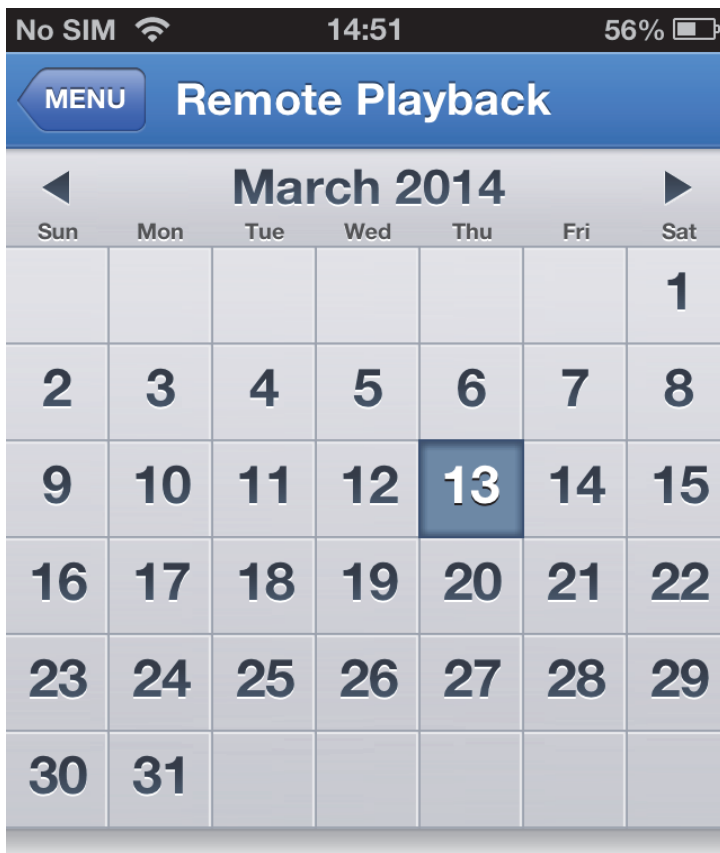 No SIM 14:51 56%
MENU Remote Playback
March 2014
Sun Mon Tue Wed Thu Fri Sat
1
2 3 4 5 6 7 8
9 10 11 12 13 14 15
16 17 18 19 20 21 22
23 24 25 26 27 28 29
30 31